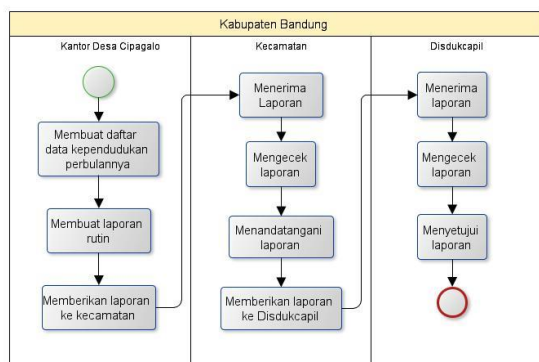 Kabupaten Bandung
Kantor Desa Cipagalo
Membuat daftar
data kependudukan
perbulannya
Membuat laporan
rutin
Memberikan laporan
ke kecamatan
Kecamatan
Menerima
Laporan
Mengecek
laporan
Menandatangani
laporan
Memberikan laporan
ke Disdukcapil
Disdukcapil
Menerima
laporan
Mengecek
laporan
Menyetujui
laporan